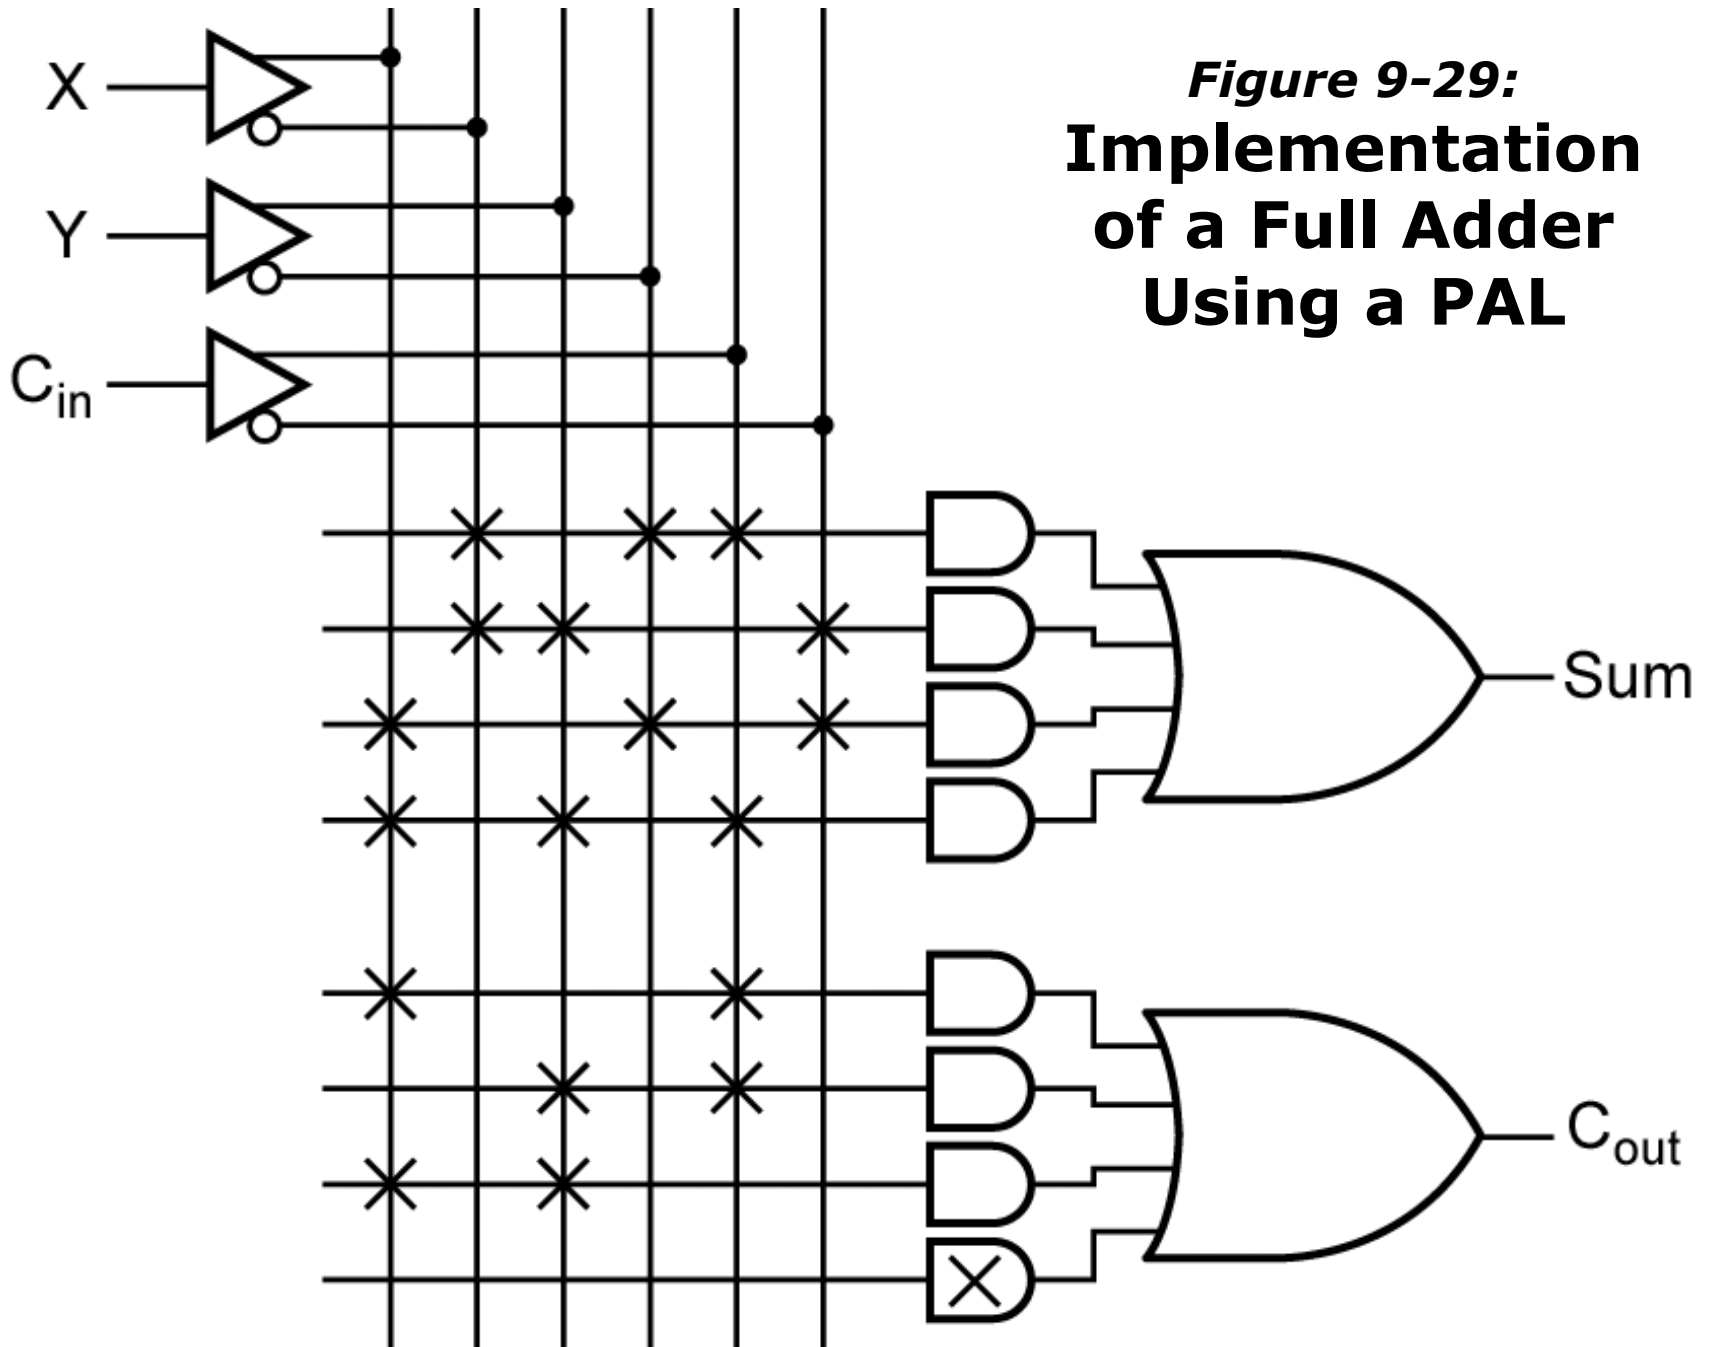 Figure 9-29:
Implementation
of a Full Adder
Using a PAL
X
Y
Cin
Sum
Cout